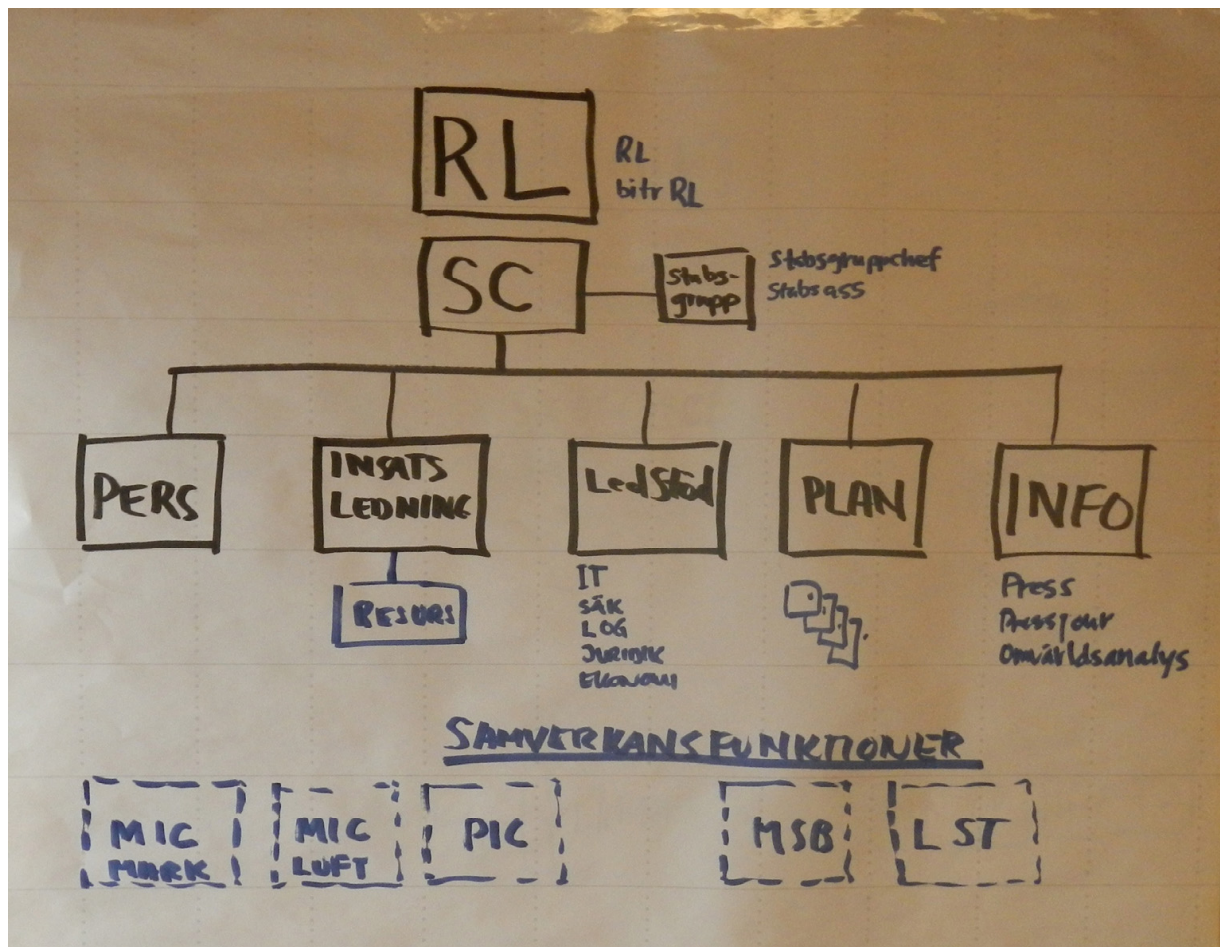 RL
RL
bitr RL
SC
Stabs-
grupp
Stabsgruppchef
Stabsass
PERS
INSATS
LEDNING
LedStöd
PLAN
INFO
RESURS
IT
SÄK
LOG
JURIDIK
EKONOMI
Press
Pressjour
Omvärldsanalys
SAMVERKANSFUNKTIONER
MIC
MARK
MIC
LUFT
PIC
MSB
LST